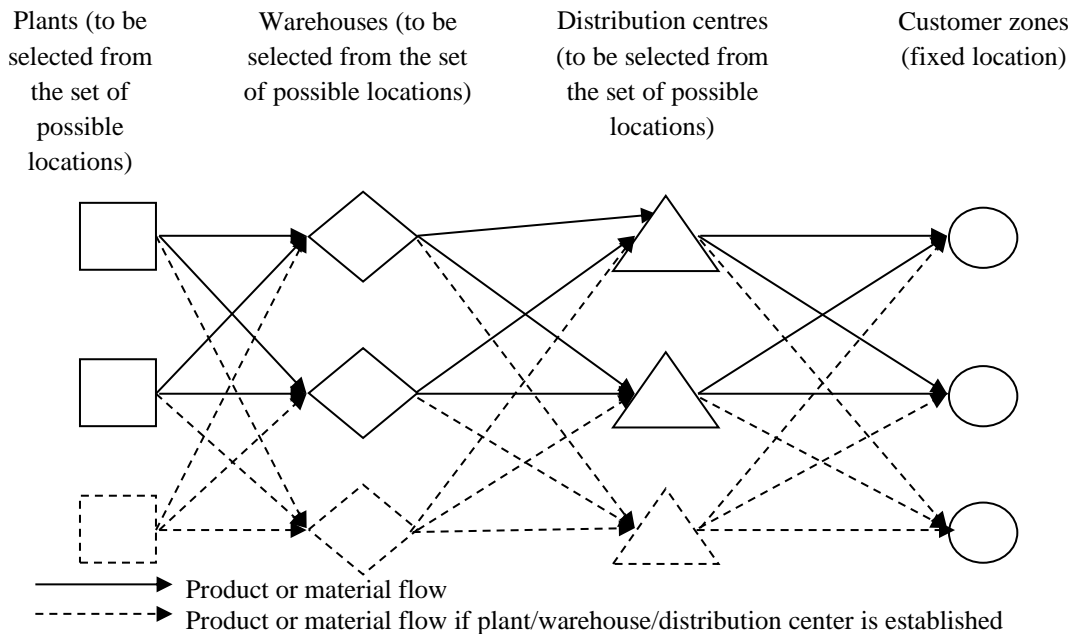 Plants (to be
selected from
the set of
possible
locations)
Warehouses (to be
selected from the set
of possible locations)
Distribution centres
(to be selected from
the set of possible
locations)
Customer zones
(fixed location)
Product or material flow
Product or material flow if plant/warehouse/distribution center is established